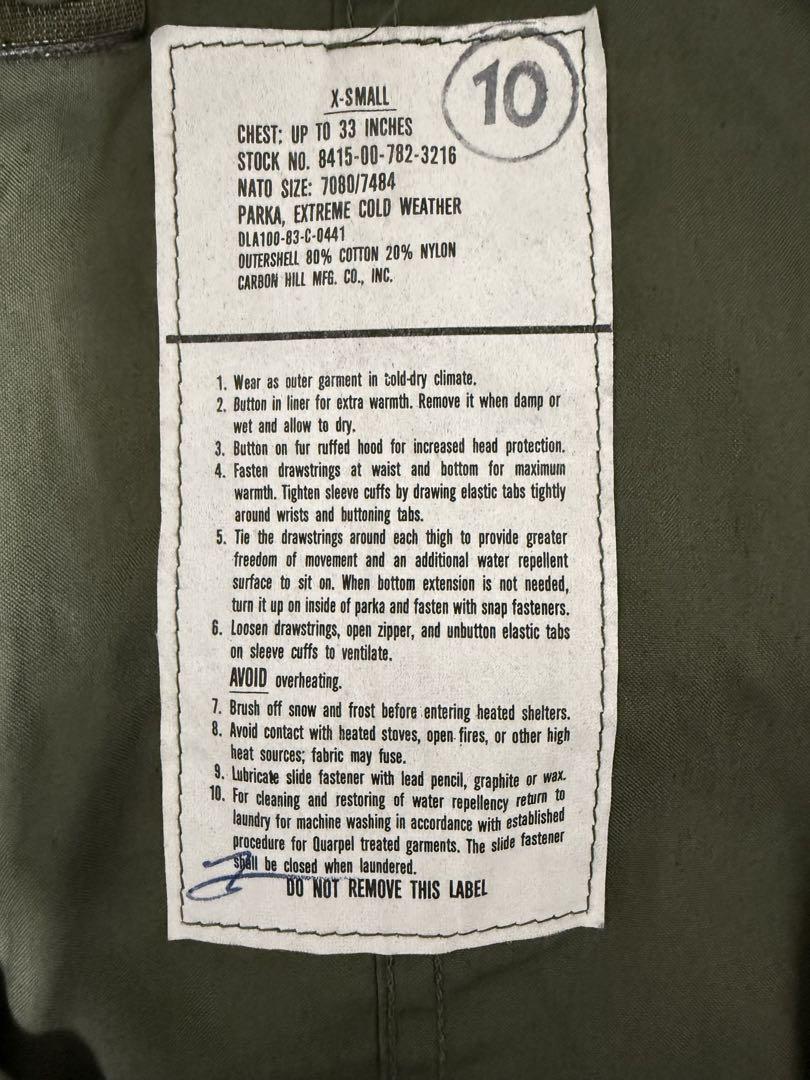 10
X-SMALL
CHEST: UP TO 33 INCHES
STOCK NO. 8415-00-782-3216
NATO SIZE: 7080/7484
PARKA, EXTREME COLD WEATHER
DLA100-83-C-0441
OUTERSHELL 80% COTTON 20% NYLON
CARBON HILL MFG. CO., INC.
1. Wear as outer garment in cold-dry climate.
2. Button in liner for extra warmth. Remove it when damp or
wet and allow to dry.
3. Button on fur ruffed hood for increased head protection.
4. Fasten drawstrings at waist and bottom for maximum
warmth. Tighten sleeve cuffs by drawing elastic tabs tightly
around wrists and buttoning tabs.
5. Tie the drawstrings around each thigh to provide greater
freedom of movement and an additional water repellent
surface to sit on. When bottom extension is not needed,
turn it up on inside of parka and fasten with snap fasteners.
6. Loosen drawstrings, open zipper, and unbutton elastic tabs
on sleeve cuffs to ventilate.
AVOID overheating.
7. Brush off snow and frost before entering heated shelters.
8. Avoid contact with heated stoves, open fires, or other high
heat sources; fabric may fuse.
9. Lubricate slide fastener with lead pencil, graphite or wax.
10. For cleaning and restoring of water repellency return to
laundry for machine washing in accordance with established
procedure for Quarpel treated garments. The slide fastener
shall be closed when laundered.
DO NOT REMOVE THIS LABEL